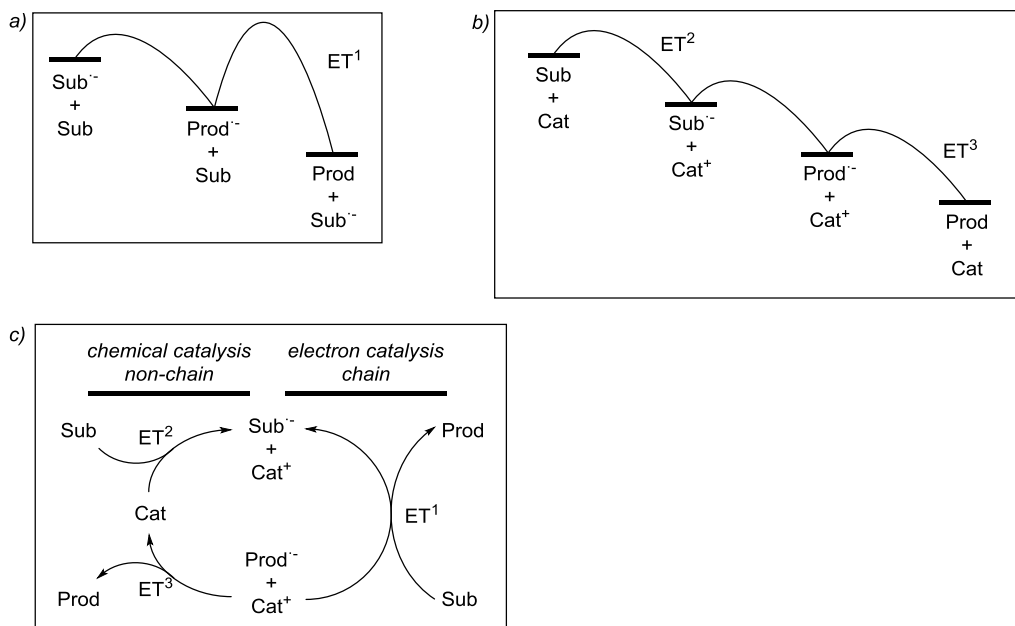 a)
Sub·-
+
Sub
Prod·-
+
Sub
ET1
Prod
+
Sub·-
b)
Sub
+
Cat
ET2
Sub·-
+
Cat+
Prod·-
+
Cat+
ET3
Prod
+
Cat
c)
chemical catalysis
non-chain
electron catalysis
chain
Sub
ET2
Sub·-
+
Cat+
Prod
Cat
ET1
Prod
ET3
Prod·-
+
Cat+
Sub